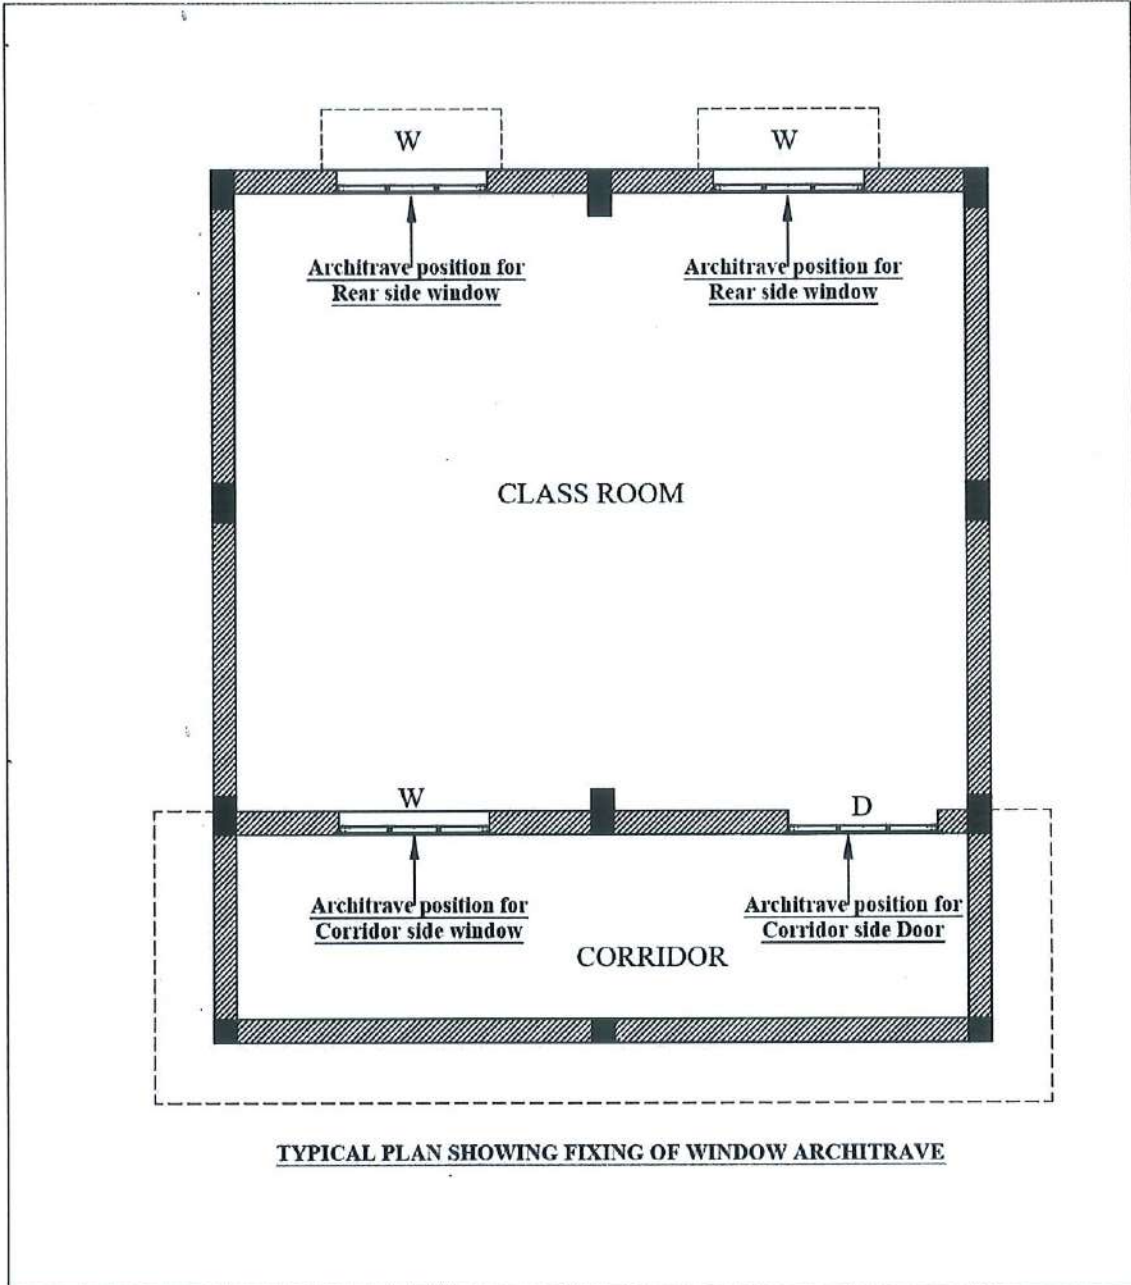 W
W
Architrave position for
Rear side window
Architrave position for
Rear side window
CLASS ROOM
W
D
Architrave position for
Corridor side window
Architrave position for
Corridor side Door
CORRIDOR
TYPICAL PLAN SHOWING FIXING OF WINDOW ARCHITRAVE